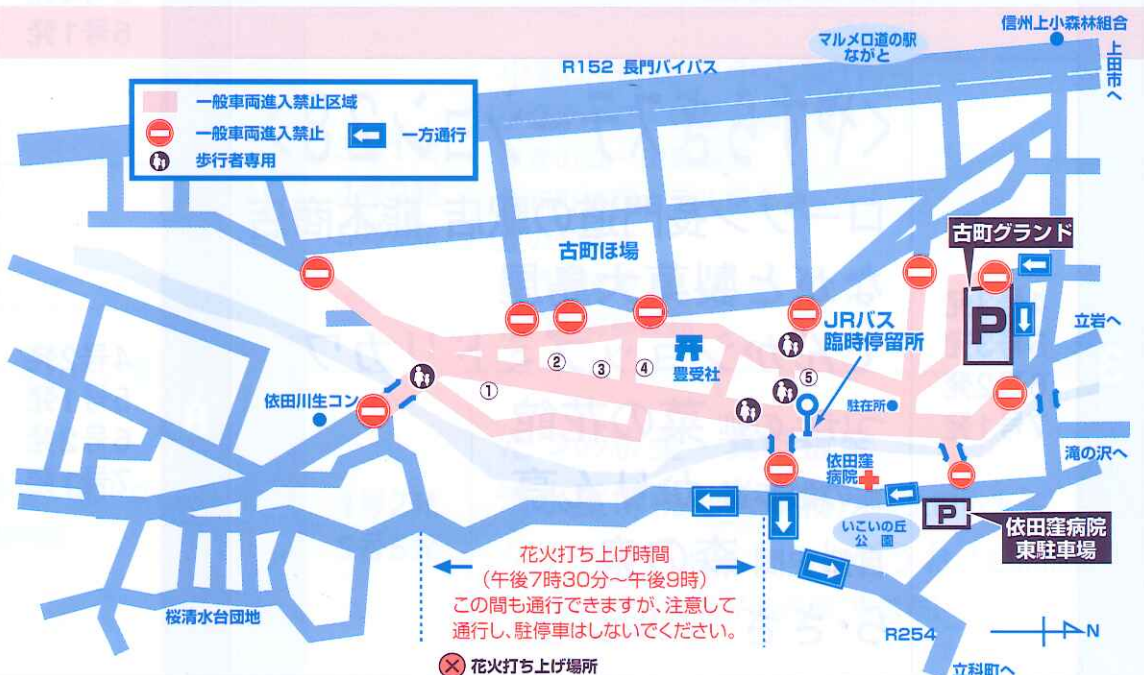 信州上小森林組合
マルメロ道の駅
ながと
上田市へ
R152 長門バイパス
一般車両進入禁止区域
一般車両進入禁止
一方通行
歩行者専用
古町グランド
P
古町ほ場
JRバス
臨時停留所
立岩へ
豊受社
①
②
③
④
⑤
駐在所
依田川生コン
滝の沢へ
依田窪
病院
P
いこいの丘
公園
依田窪病院
東駐車場
花火打ち上げ時間
(午後7時30分~午後9時)
この間も通行できますが、注意して
通行し、駐停車はしないでください。
桜清水台団地
R254
N
花火打ち上げ場所
立科町へ